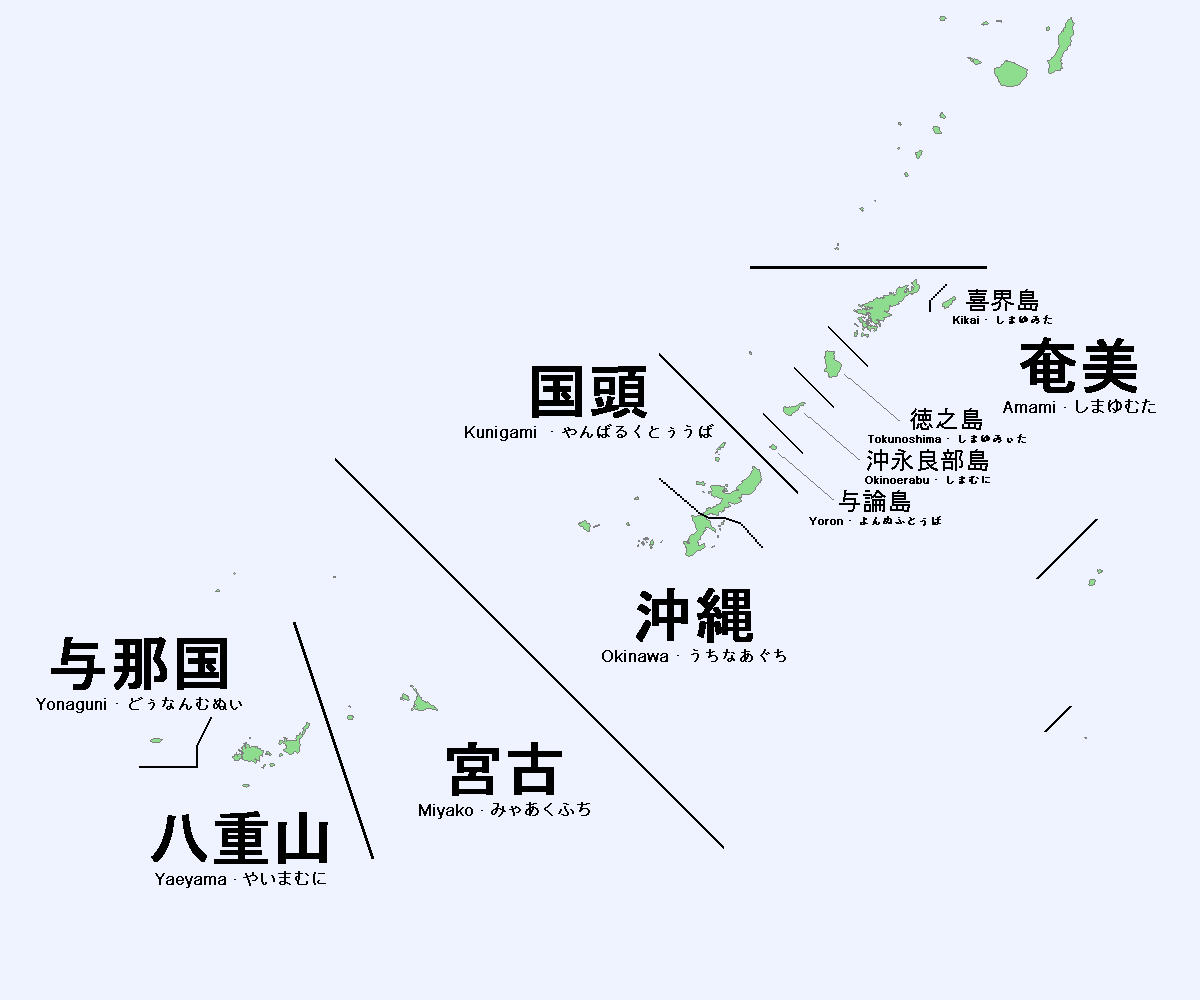 喜界島
Kikai · しまゆみた
奄美
Amami · しまゆむた
国頭
Kunigami · やんばるくとぅうば
徳之島
Tokunoshima · しまゆみぃた
沖永良部島
Okinoerabu · しまむに
与論島
Yoron · よんぬふとぅば
沖縄
Okinawa · うちなあぐち
与那国
Yonaguni · どぅなんむぬい
宮古
Miyako · みゃあくふち
八重山
Yaeyama · やいまむに